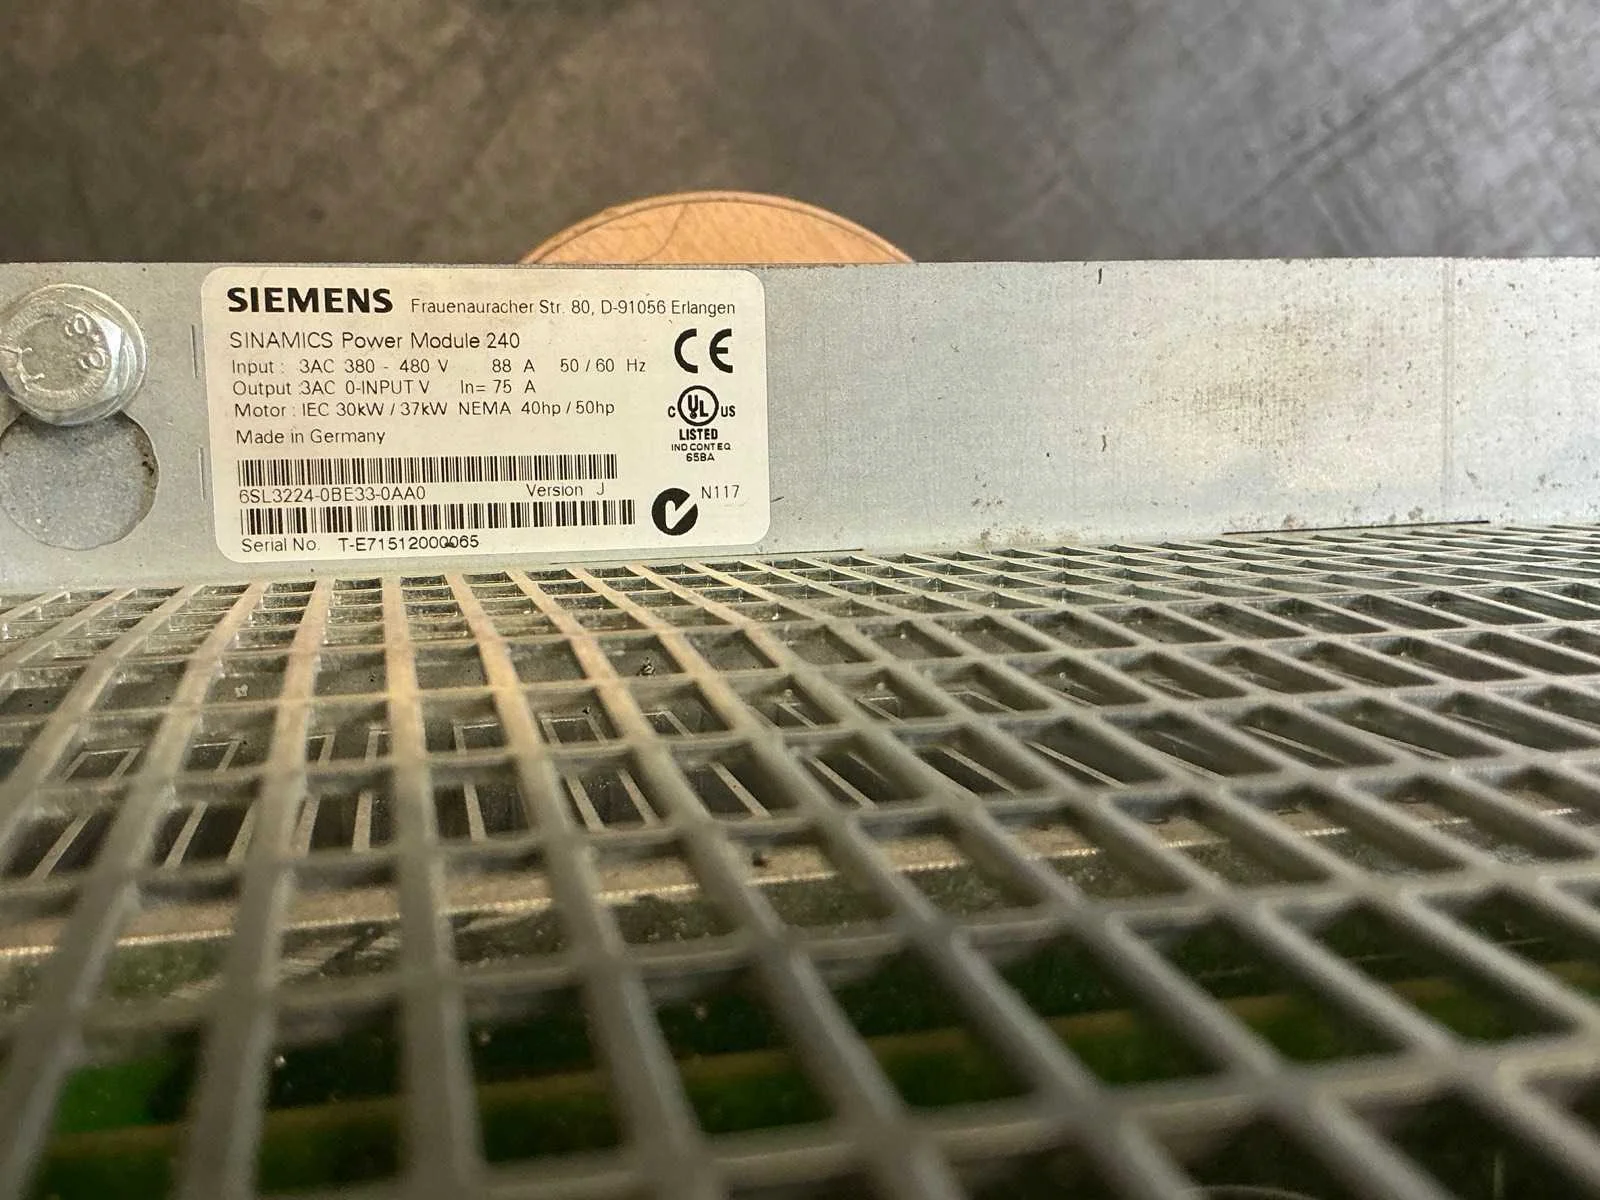 SIEMENS Frauenauracher Str. 80, D-91056 Erlangen
SINAMICS Power Module 240
Input : 3AC 380 - 480 V 88 A 50 / 60 Hz
Output :3AC 0-INPUT V In= 75 A
Motor : IEC 30kW / 37kW NEMA 40hp / 50hp
Made in Germany
CE
C UL US
LISTED
IND CONT EQ
65BA
6SL3224-0BE33-0AA0 Version J
N117
Serial No. T-E71512000065
8.8